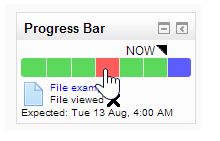 Progress Bar
NOW
File exam
File viewed
Expected: Tue 13 Aug, 4:00 AM